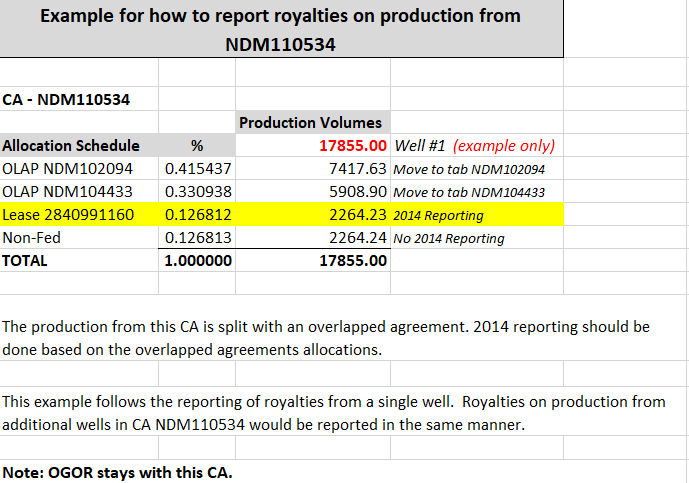 Example for how to report royalties on production from
NDM110534
CA - NDM110534
Production Volumes
Allocation Schedule % 17855.00 Well #1 (example only)
OLAP NDM102094 0.415437 7417.63 Move to tab NDM102094
OLAP NDM104433 0.330938 5908.90 Move to tab NDM104433
Lease 2840991160 0.126812 2264.23 2014 Reporting
Non-Fed 0.126813 2264.24 No 2014 Reporting
TOTAL 1.000000 17855.00
The production from this CA is split with an overlapped agreement. 2014 reporting should be
done based on the overlapped agreements allocations.
This example follows the reporting of royalties from a single well.  Royalties on production from
additional wells in CA NDM110534 would be reported in the same manner.
Note: OGOR stays with this CA.